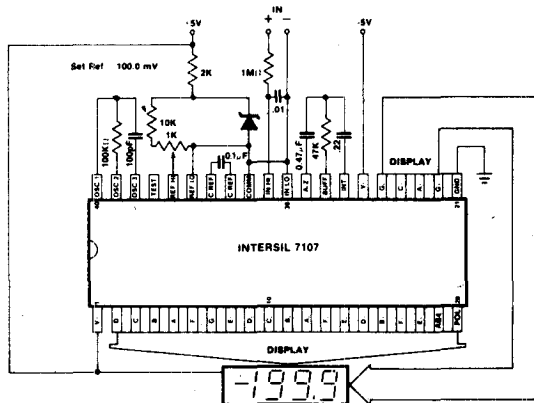 -5V IN -5V
+ −
Set Ref 100.0 mV
2K
1MΩ
.01
10K
1K
100KΩ
100pF
0.1μF
0.47μF
47K
.22
DISPLAY
40 OSC 1
OSC 2
OSC 3
TEST
REF HI
REF LO
C REF
C REF
COMM
IN HI
30 IN LO
A.Z
BUFF
INT
V-
G
C
A
G
21 GND
INTERSIL 7107
1 V
D
C
B
A
F
G
E
D
10 C
B
A
F
E
D
B
F
E
AB4
20 POL
DISPLAY
-199.9